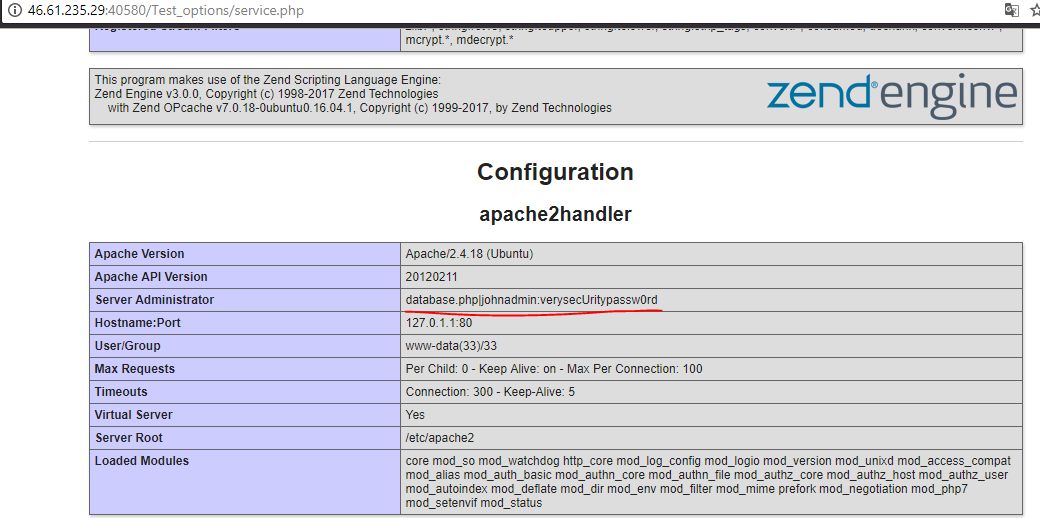 46.61.235.29:40580/Test_options/service.php
mcrypt.*, mdecrypt.*
This program makes use of the Zend Scripting Language Engine:
Zend Engine v3.0.0, Copyright (c) 1998-2017 Zend Technologies
with Zend OPcache v7.0.18-0ubuntu0.16.04.1, Copyright (c) 1999-2017, by Zend Technologies
zend®engine
Configuration
apache2handler
Apache Version Apache/2.4.18 (Ubuntu)
Apache API Version 20120211
Server Administrator database.php|johnadmin:verysecUritypassw0rd
Hostname:Port 127.0.1.1:80
User/Group www-data(33)/33
Max Requests Per Child: 0 - Keep Alive: on - Max Per Connection: 100
Timeouts Connection: 300 - Keep-Alive: 5
Virtual Server Yes
Server Root /etc/apache2
Loaded Modules core mod_so mod_watchdog http_core mod_log_config mod_logio mod_version mod_unixd mod_access_compat
mod_alias mod_auth_basic mod_authn_core mod_authn_file mod_authz_core mod_authz_host mod_authz_user
mod_autoindex mod_deflate mod_dir mod_env mod_filter mod_mime prefork mod_negotiation mod_php7
mod_setenvif mod_status